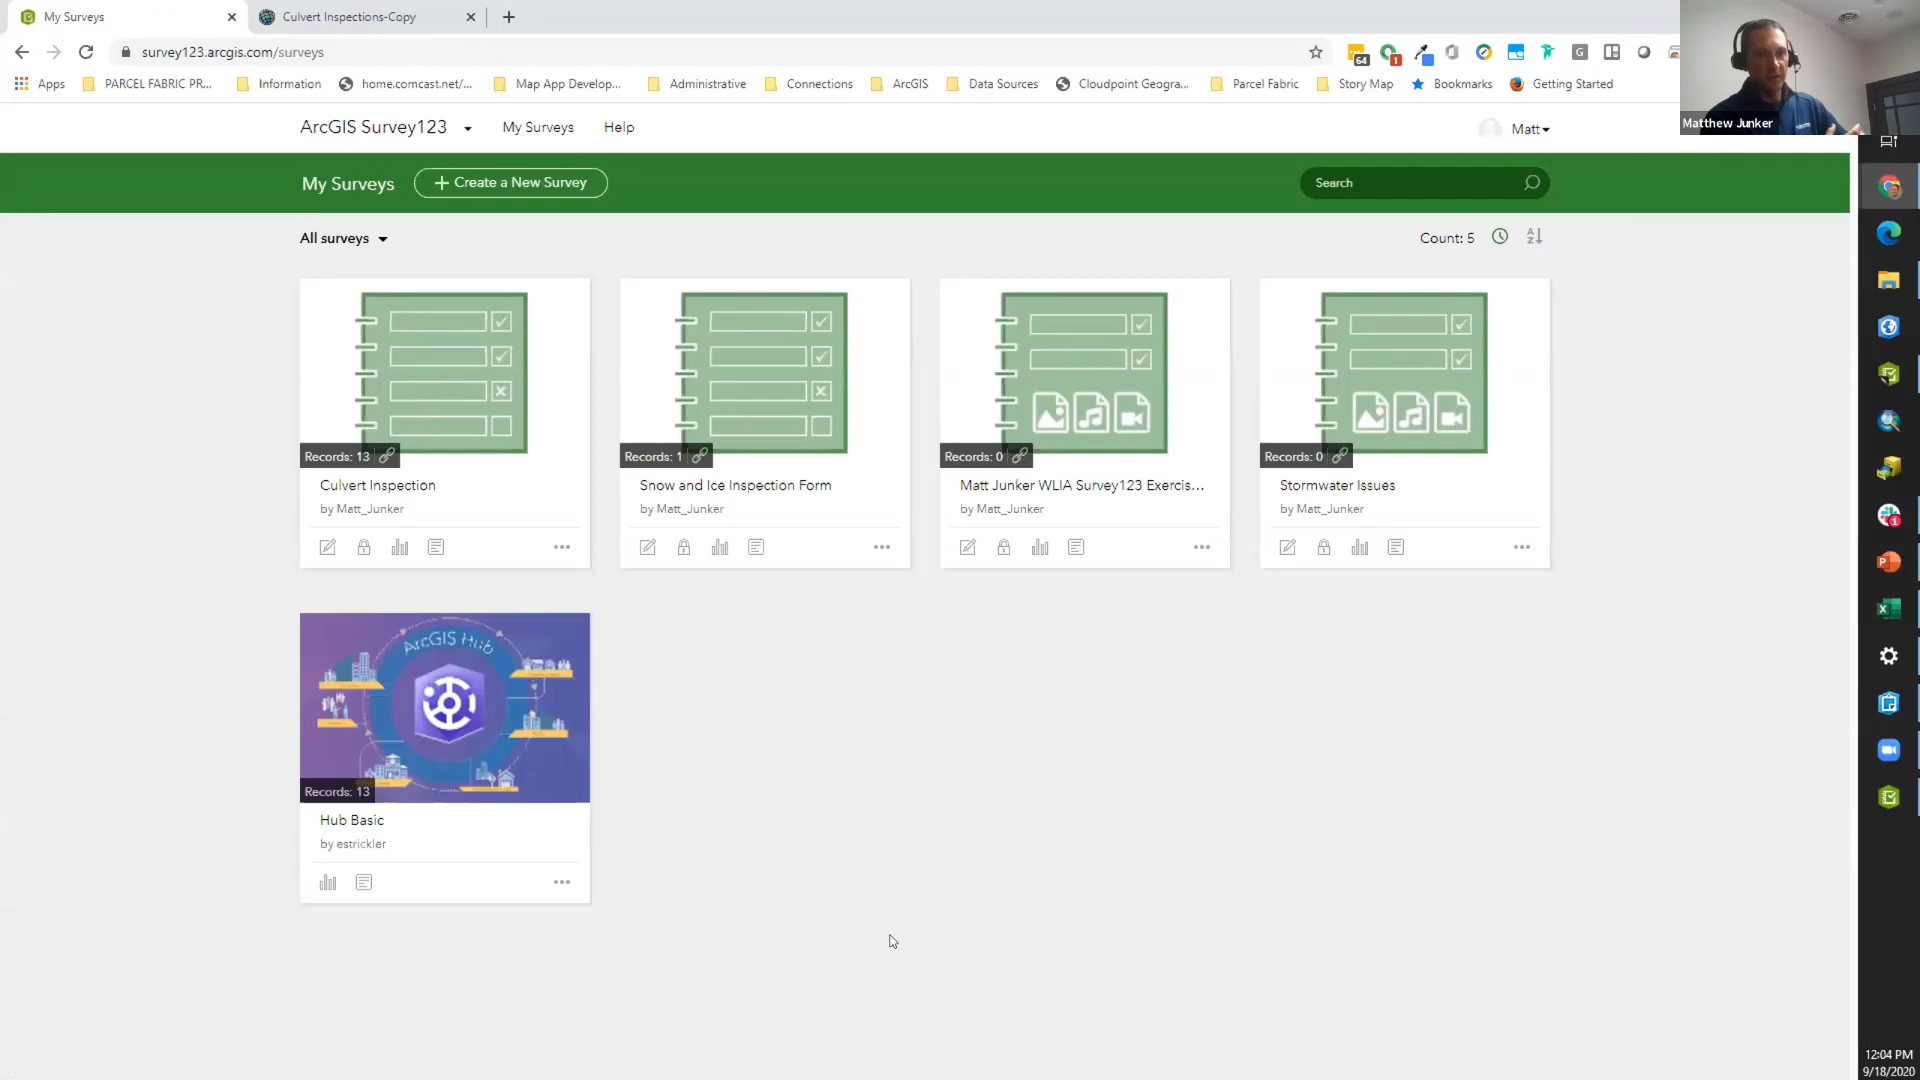 My Surveys
Culvert Inspections-Copy
survey123.arcgis.com/surveys
64
1
G
Apps
PARCEL FABRIC PR...
Information
home.comcast.net/...
Map App Develop...
Administrative
Connections
ArcGIS
Data Sources
Cloudpoint Geogra...
Parcel Fabric
Story Map
Bookmarks
Getting Started
Matthew Junker
ArcGIS Survey123
My Surveys
Help
Matt
My Surveys
+ Create a New Survey
Search
All surveys
Count: 5
Records: 13
Culvert Inspection
by Matt_Junker
Records: 1
Snow and Ice Inspection Form
by Matt_Junker
Records: 0
Matt Junker WLIA Survey123 Exercis...
by Matt_Junker
Records: 0
Stormwater Issues
by Matt_Junker
ArcGIS Hub
Records: 13
Hub Basic
by estrickler
12:04 PM
9/18/2020